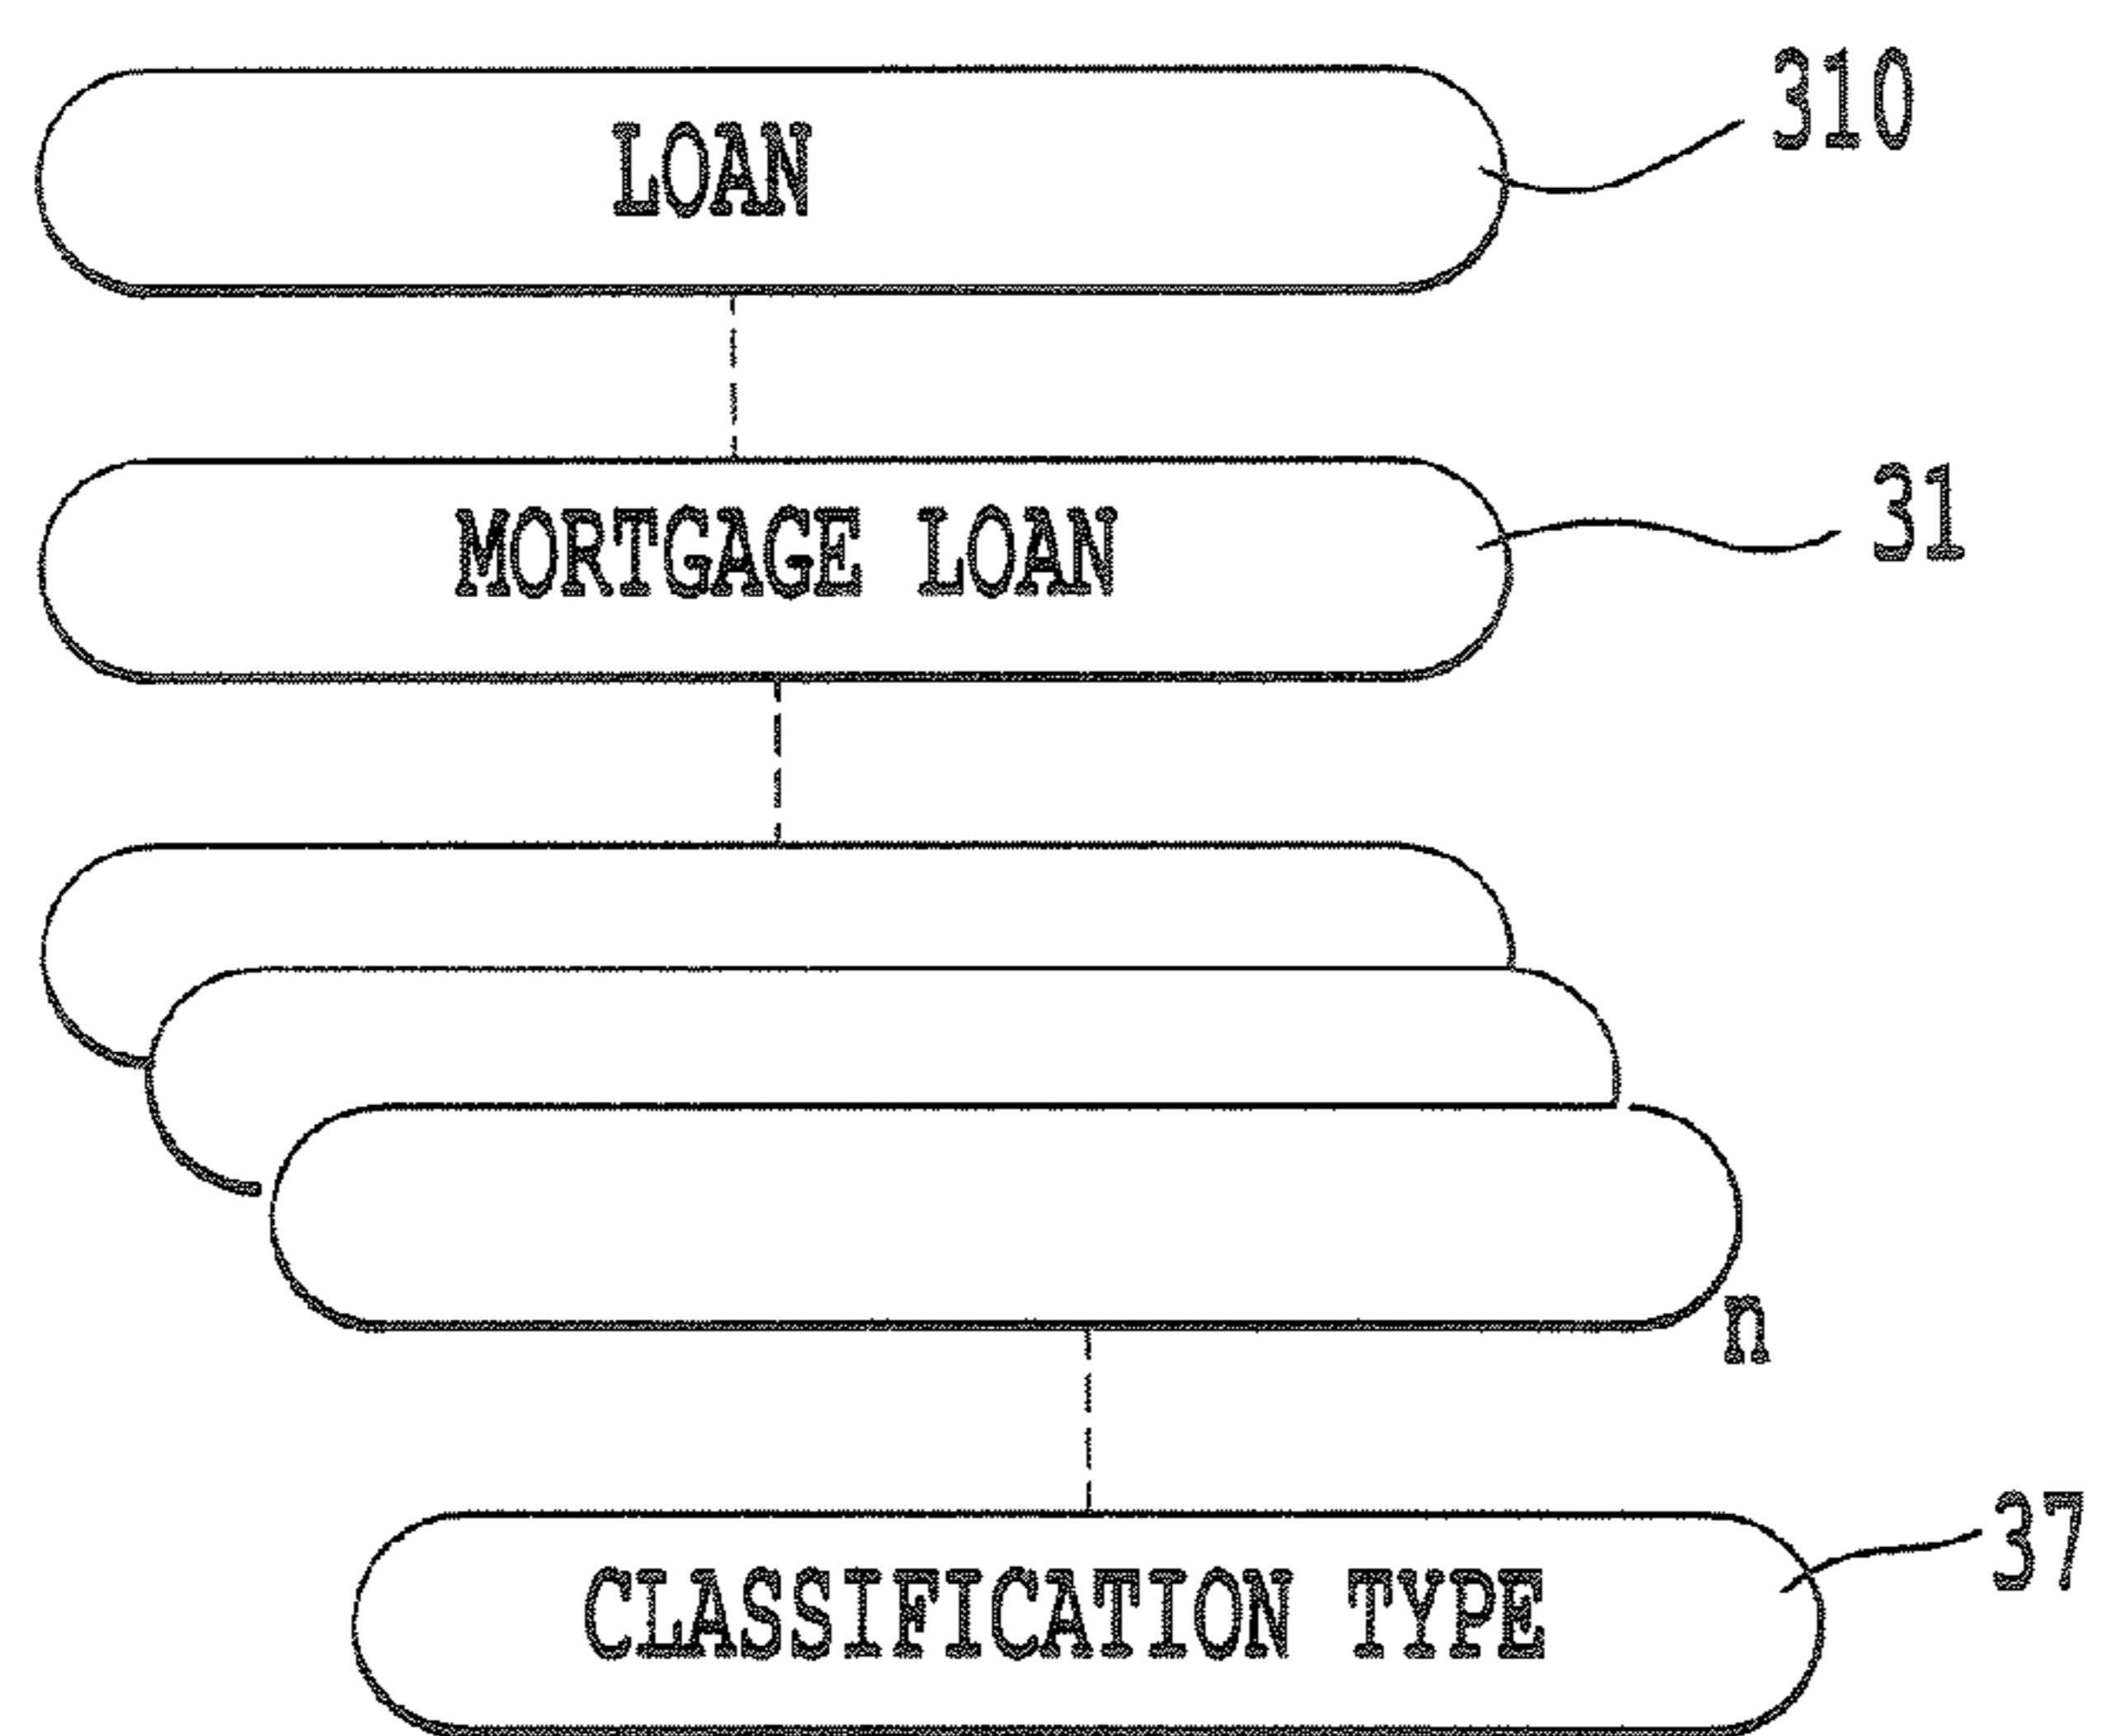 LOAN
310
MORTGAGE LOAN
31
n
CLASSIFICATION TYPE
37